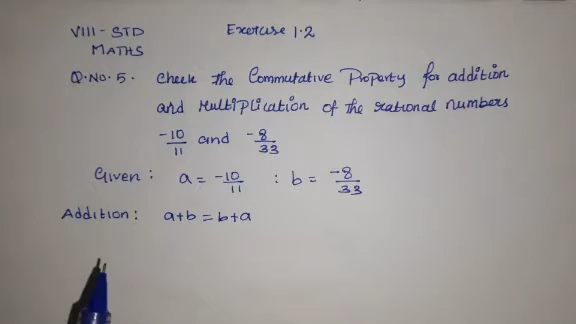 VIII - STD Exercise 1.2
MATHS
Q.No. 5. Check the Commutative Property for addition
and Multiplication of the rational numbers
-10/11 and -8/33
Given : a = -10/11 : b = -8/33
Addition : a+b = b+a